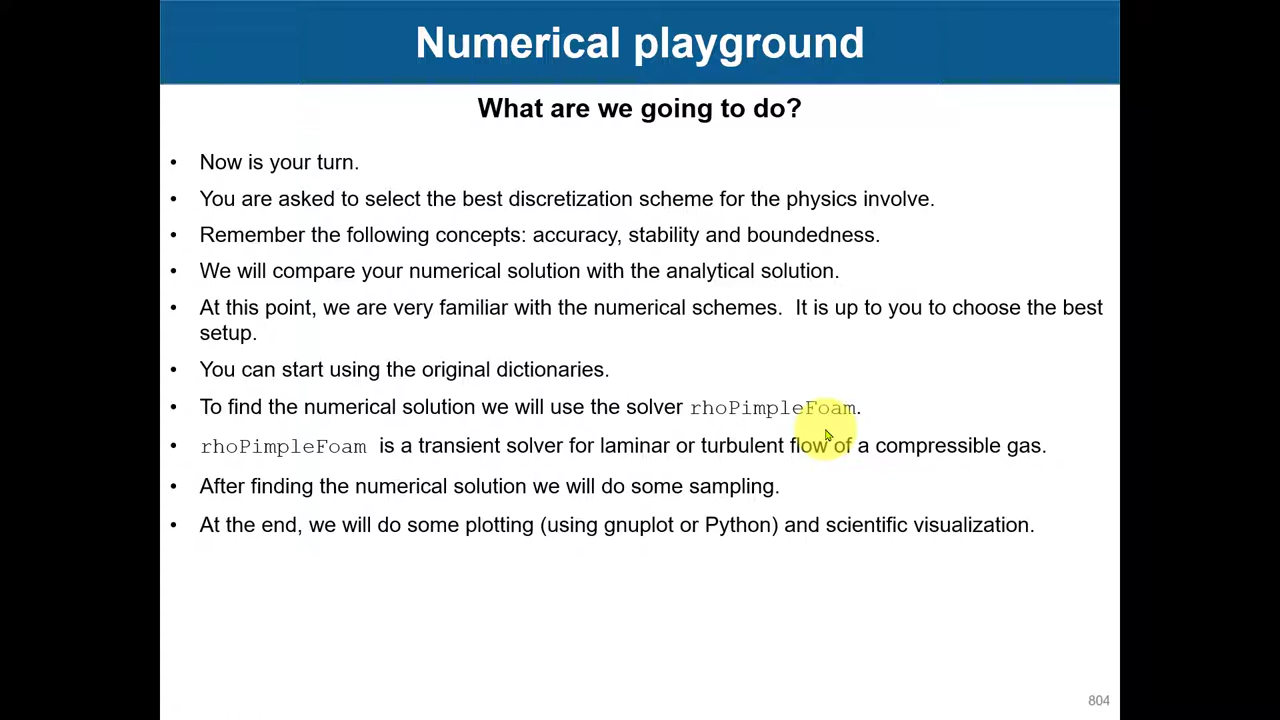 Numerical playground
What are we going to do?
• Now is your turn.
• You are asked to select the best discretization scheme for the physics involve.
• Remember the following concepts: accuracy, stability and boundedness.
• We will compare your numerical solution with the analytical solution.
• At this point, we are very familiar with the numerical schemes. It is up to you to choose the best
setup.
• You can start using the original dictionaries.
• To find the numerical solution we will use the solver rhoPimpleFoam.
• rhoPimpleFoam is a transient solver for laminar or turbulent flow of a compressible gas.
• After finding the numerical solution we will do some sampling.
• At the end, we will do some plotting (using gnuplot or Python) and scientific visualization.
804